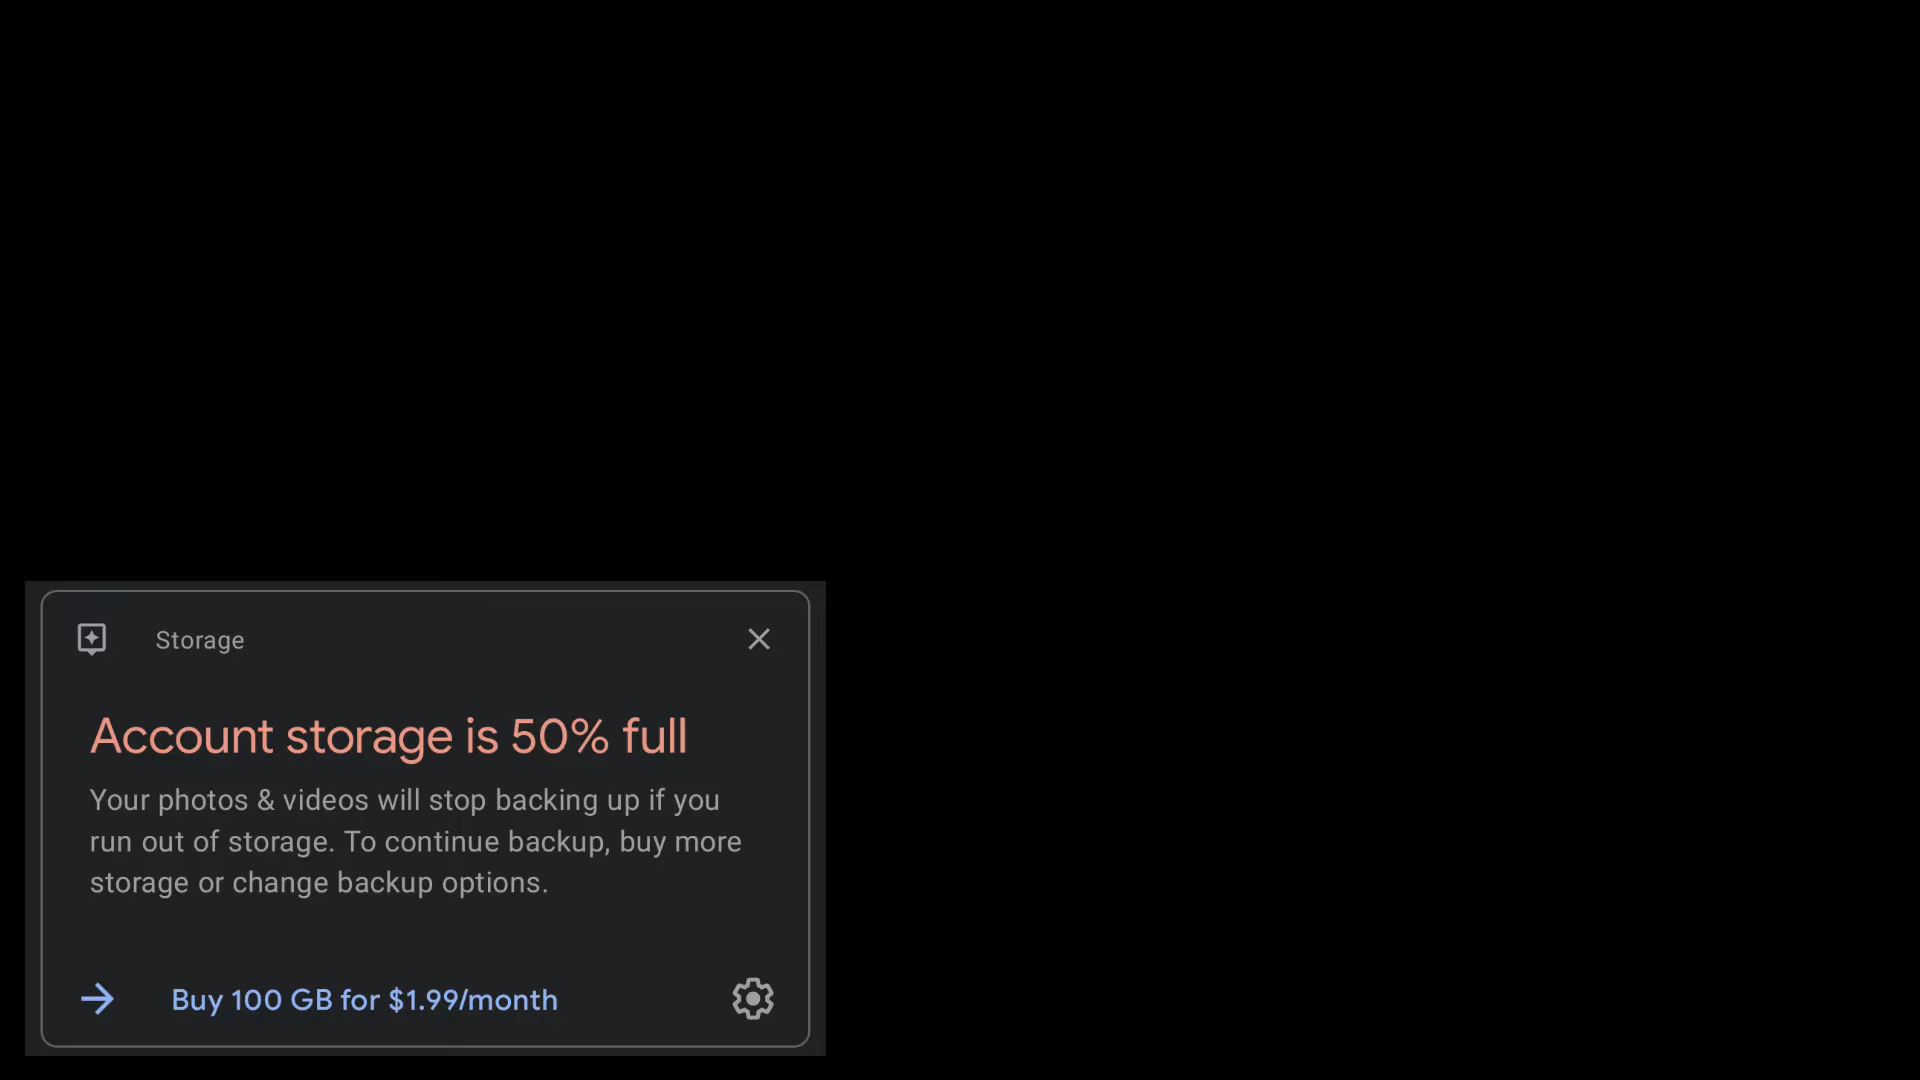 Storage
Account storage is 50% full
Your photos & videos will stop backing up if you
run out of storage. To continue backup, buy more
storage or change backup options.
Buy 100 GB for $1.99/month